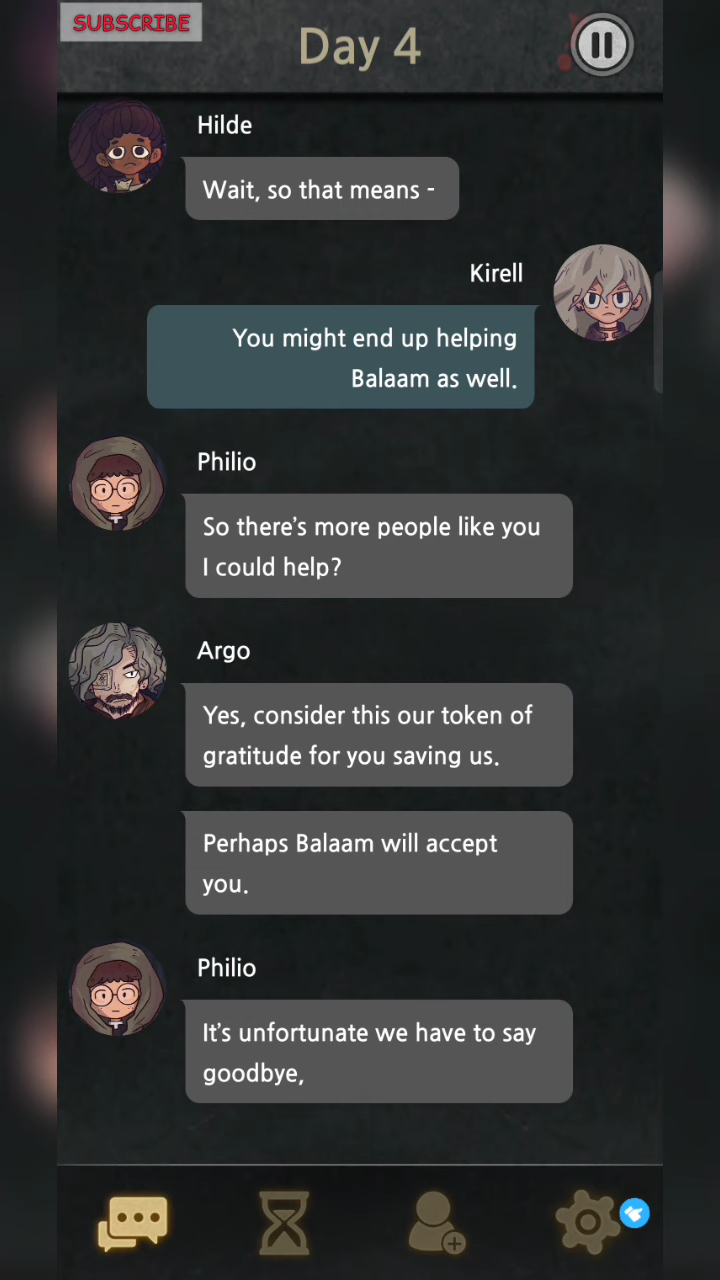 SUBSCRIBE
Day 4
Hilde
Wait, so that means -
Kirell
You might end up helping
Balaam as well.
Philio
So there's more people like you
I could help?
Argo
Yes, consider this our token of
gratitude for you saving us.
Perhaps Balaam will accept
you.
Philio
It's unfortunate we have to say
goodbye,